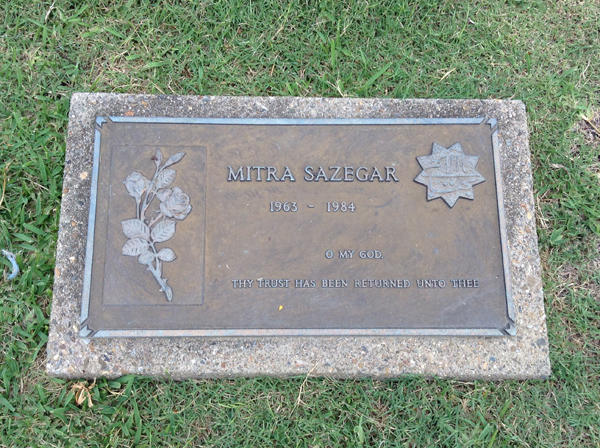 MITRA SAZEGAR
1963 - 1984
O MY GOD.
THY TRUST HAS BEEN RETURNED UNTO THEE